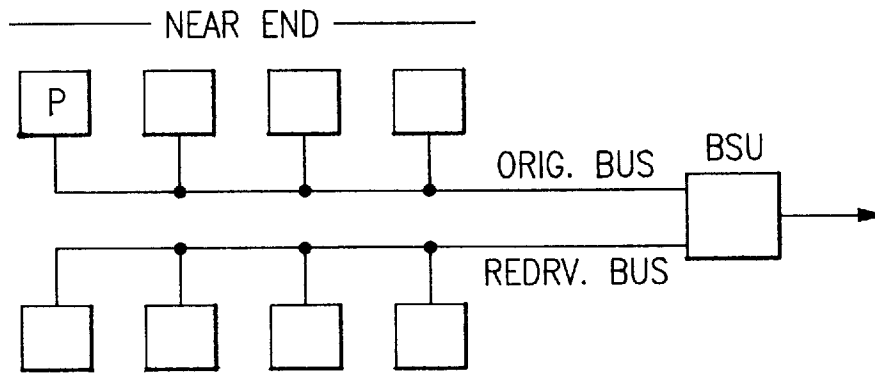 NEAR END
P
BSU
ORIG. BUS
REDRV. BUS